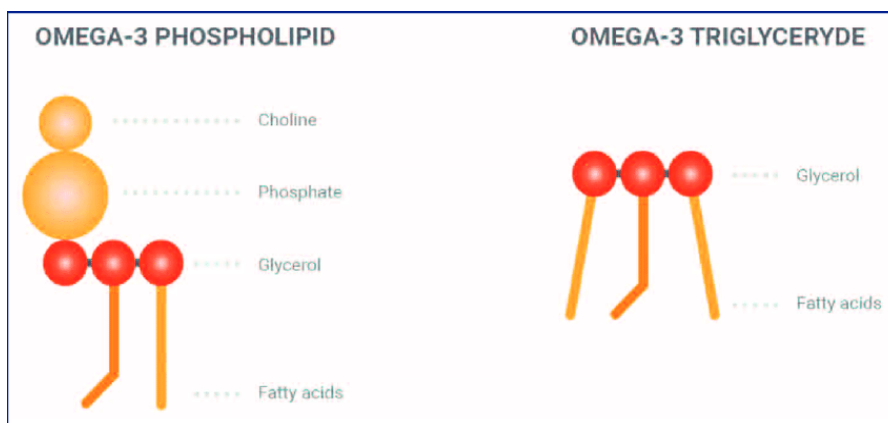 OMEGA-3 PHOSPHOLIPID
Choline
Phosphate
Glycerol
Fatty acids
OMEGA-3 TRIGLYCERYDE
Glycerol
Fatty acids